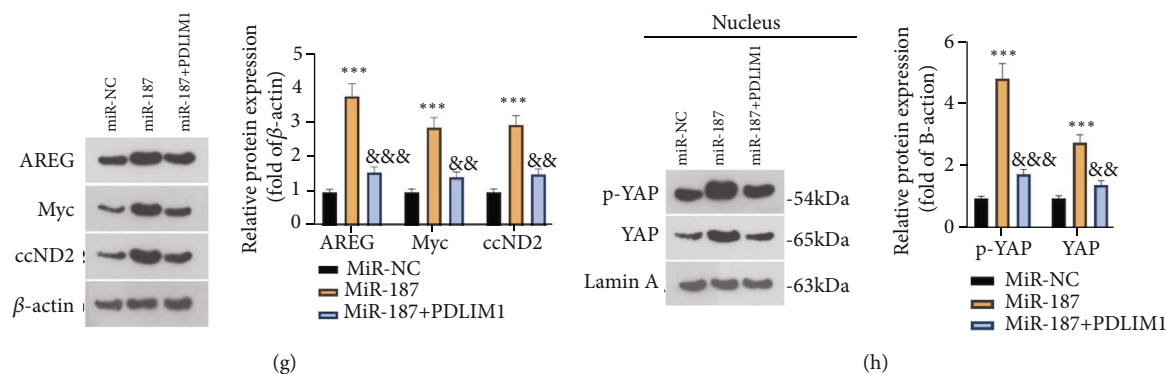 miR-NC
miR-187
miR-187+PDLIM1
AREG
Myc
ccND2
β-actin
Relative protein expression
(fold of β-actin)
5
4
3
2
1
0
***
&&&
***
&&
***
&&
AREG Myc ccND2
MiR-NC
MiR-187
MiR-187+PDLIM1
(g)
Nucleus
miR-NC
miR-187
miR-187+PDLIM1
p-YAP -54kDa
YAP -65kDa
Lamin A -63kDa
Relative protein expression
(fold of B-action)
6
4
2
0
***
&&&
***
&&
p-YAP YAP
MiR-NC
MiR-187
MiR-187+PDLIM1
(h)